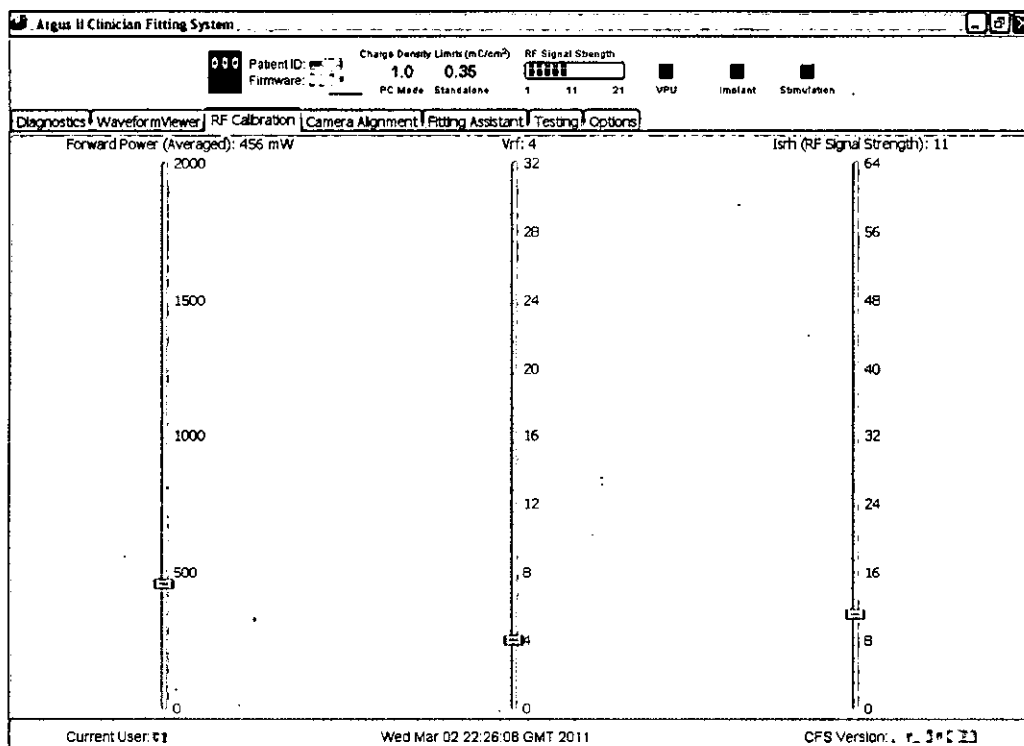 Argus II Clinician Fitting System
Patient ID:
Firmware:
Charge Density Limits (mC/cm²)
1.0 0.35
PC Mode Standalone
RF Signal Strength
1 11 21
VPU
Implant
Stimulation
Diagnostics WaveformViewer RF Calibration Camera Alignment Fitting Assistant Testing Options
Forward Power (Averaged): 456 mW
2000
1500
1000
500
0
Vrf: 4
32
28
24
20
16
12
8
4
0
Isrh (RF Signal Strength): 11
64
56
48
40
32
24
16
8
0
Current User:
Wed Mar 02 22:26:08 GMT 2011
CFS Version: